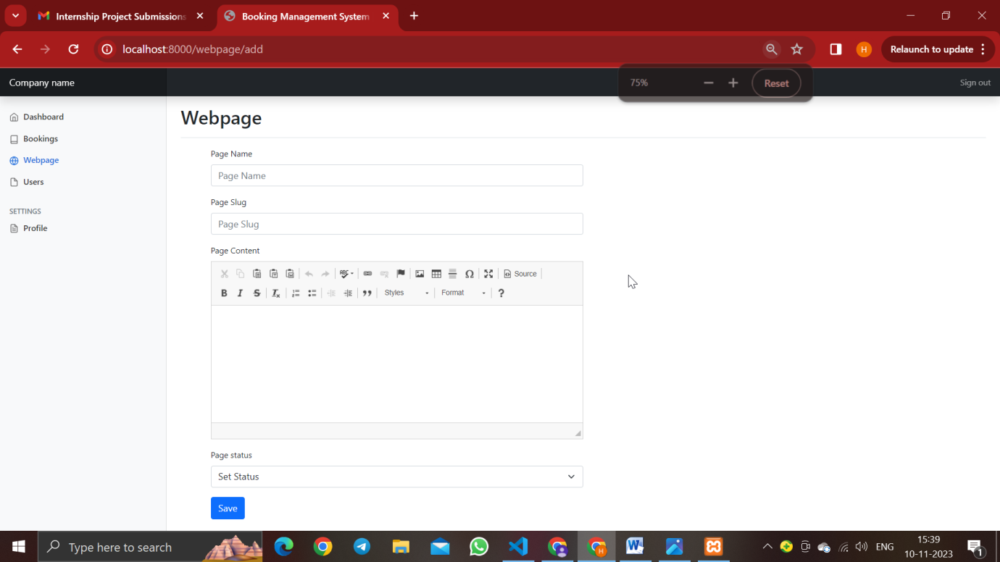 Internship Project Submissions
Booking Management System
localhost:8000/webpage/add
H
Relaunch to update
Company name
75%
Reset
Sign out
Dashboard
Bookings
Webpage
Users
SETTINGS
Profile
Webpage
Page Name
Page Name
Page Slug
Page Slug
Page Content
ABC
Ω
Source
B I S Tx
Styles
Format
?
Page status
Set Status
Save
Type here to search
H
W
ENG
15:39
10-11-2023
1